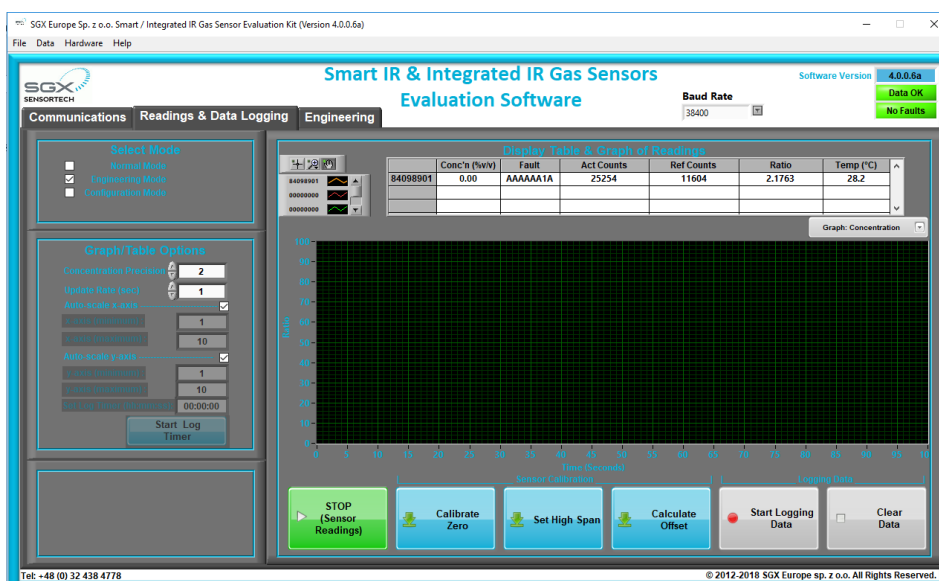 SGX Europe Sp. z o.o. Smart / Integrated IR Gas Sensor Evaluation Kit (Version 4.0.0.6a)
File Data Hardware Help
SGX
SENSORTECH
Smart IR & Integrated IR Gas Sensors
Evaluation Software
Software Version 4.0.0.6a
Data OK
No Faults
Baud Rate
38400
Communications Readings & Data Logging Engineering
Select Mode
Normal Mode
Engineering Mode
Configuration Mode
Display Table & Graph of Readings
Conc'n (%v/v) Fault Act Counts Ref Counts Ratio Temp (°C)
84098901 0.00 AAAAAA1A 25254 11604 2.1763 28.2
84098901
00000000
00000000
Graph: Concentration
Graph/Table Options
Concentration Precision 2
Update Rate (sec) 1
Auto-scale x-axis
1
10
Auto-scale y-axis
1
10
00:00:00
Start Log
Timer
Ratio
100
90
80
70
60
50
40
30
20
10
0
0 5 10 15 20 25 30 35 40 45 50 55 60 65 70 75 80 85 90 95 10
Time (Seconds)
Sensor Calibration
Logging Data
STOP
(Sensor
Readings)
Calibrate
Zero
Set High Span
Calculate
Offset
Start Logging
Data
Clear
Data
Tel: +48 (0) 32 438 4778
© 2012-2018 SGX Europe sp. z o.o. All Rights Reserved.